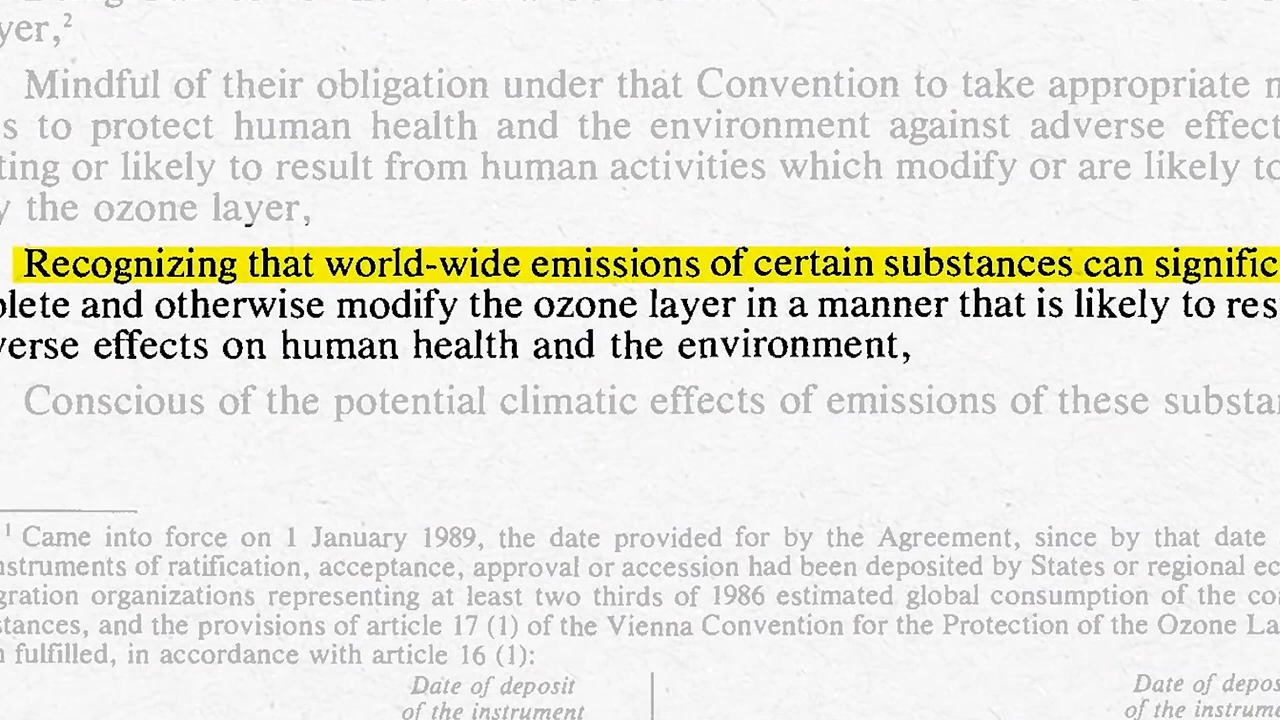 yer,²
Mindful of their obligation under that Convention to take appropriate
s to protect human health and the environment against adverse effect
ting or likely to result from human activities which modify or are likely to
y the ozone layer,
Recognizing that world-wide emissions of certain substances can signific
plete and otherwise modify the ozone layer in a manner that is likely to res
verse effects on human health and the environment,
Conscious of the potential climatic effects of emissions of these substan
¹ Came into force on 1 January 1989, the date provided for by the Agreement, since by that date
nstruments of ratification, acceptance, approval or accession had been deposited by States or regional ec
gration organizations representing at least two thirds of 1986 estimated global consumption of the co
stances, and the provisions of article 17 (1) of the Vienna Convention for the Protection of the Ozone La
n fulfilled, in accordance with article 16 (1):
Date of deposit
of the instrument
Date of depos
of the instrume